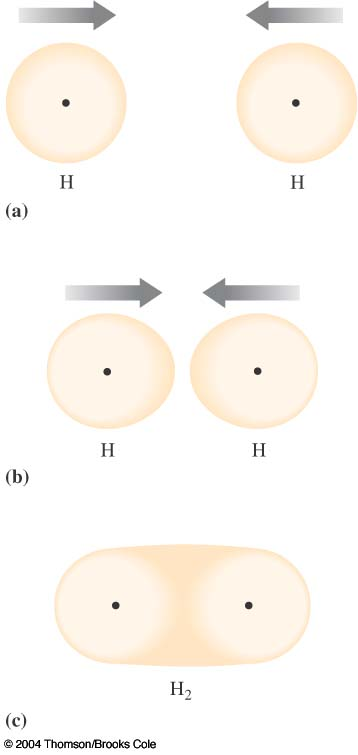 H H
(a)
H H
(b)
H₂
(c)
© 2004 Thomson/Brooks Cole